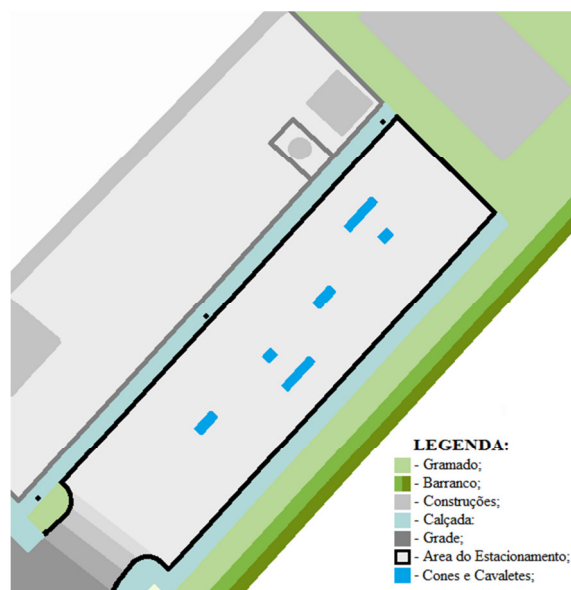 LEGENDA:
- Gramado;
- Barranco;
- Construções;
- Calçada:
- Grade;
- Area do Estacionamento;
- Cones e Cavaletes;